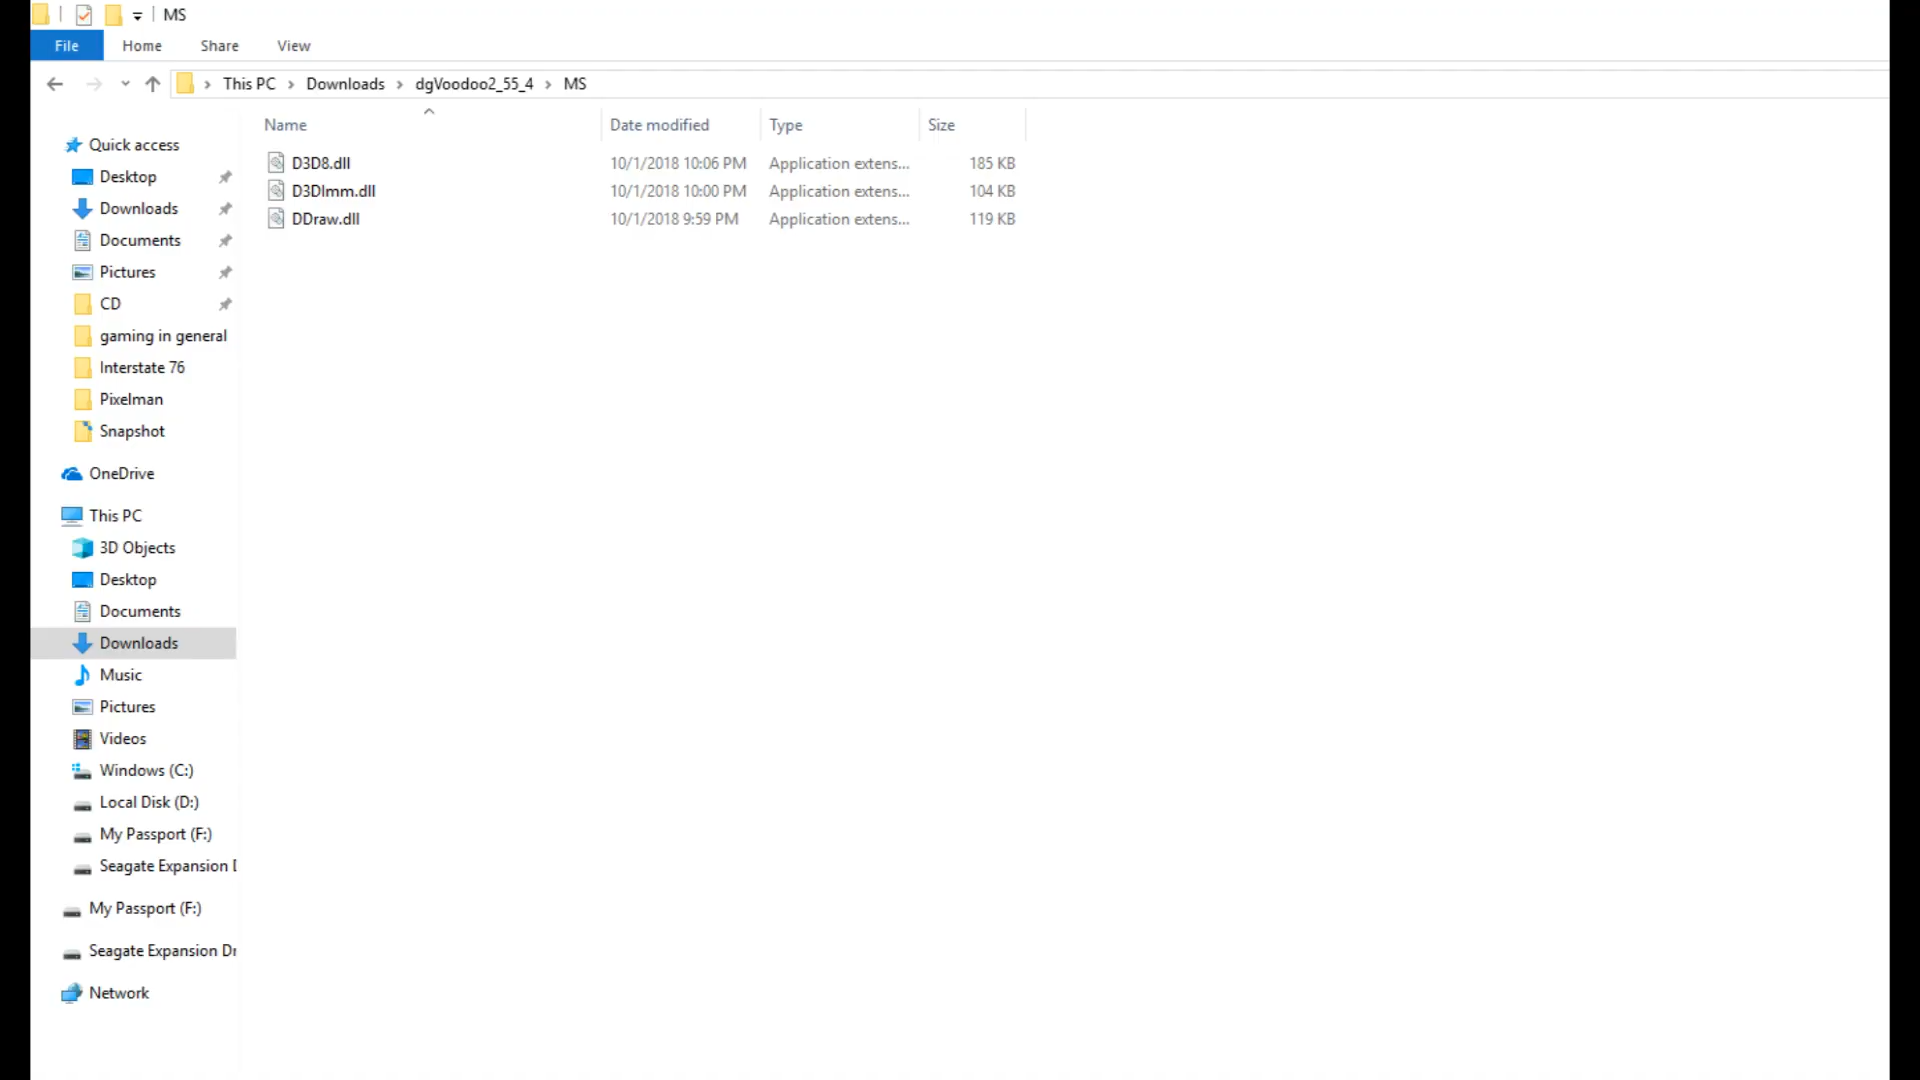 MS
File Home Share View
This PC Downloads dgVoodoo2_55_4 MS
Name Date modified Type Size
D3D8.dll 10/1/2018 10:06 PM Application extens... 185 KB
D3DImm.dll 10/1/2018 10:00 PM Application extens... 104 KB
DDraw.dll 10/1/2018 9:59 PM Application extens... 119 KB
Quick access
Desktop
Downloads
Documents
Pictures
CD
gaming in general
Interstate 76
Pixelman
Snapshot
OneDrive
This PC
3D Objects
Desktop
Documents
Downloads
Music
Pictures
Videos
Windows (C:)
Local Disk (D:)
My Passport (F:)
Seagate Expansion D
My Passport (F:)
Seagate Expansion Dr
Network